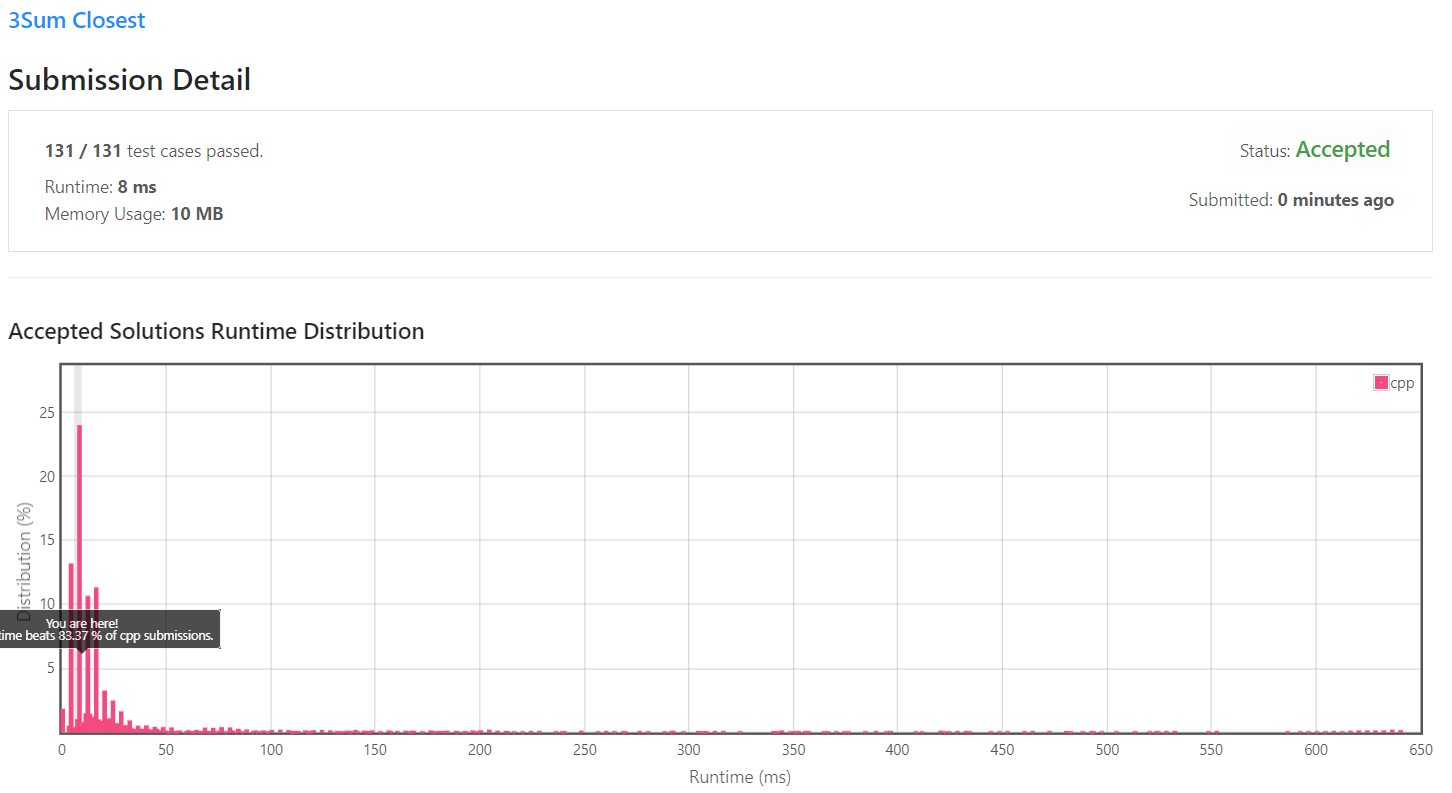 3Sum Closest
Submission Detail
131 / 131 test cases passed.
Status: Accepted
Runtime: 8 ms
Submitted: 0 minutes ago
Memory Usage: 10 MB
Accepted Solutions Runtime Distribution
cpp
25
20
15
10
5
Distribution (%)
You are here!
time beats 83.37 % of cpp submissions.
0 50 100 150 200 250 300 350 400 450 500 550 600 650
Runtime (ms)